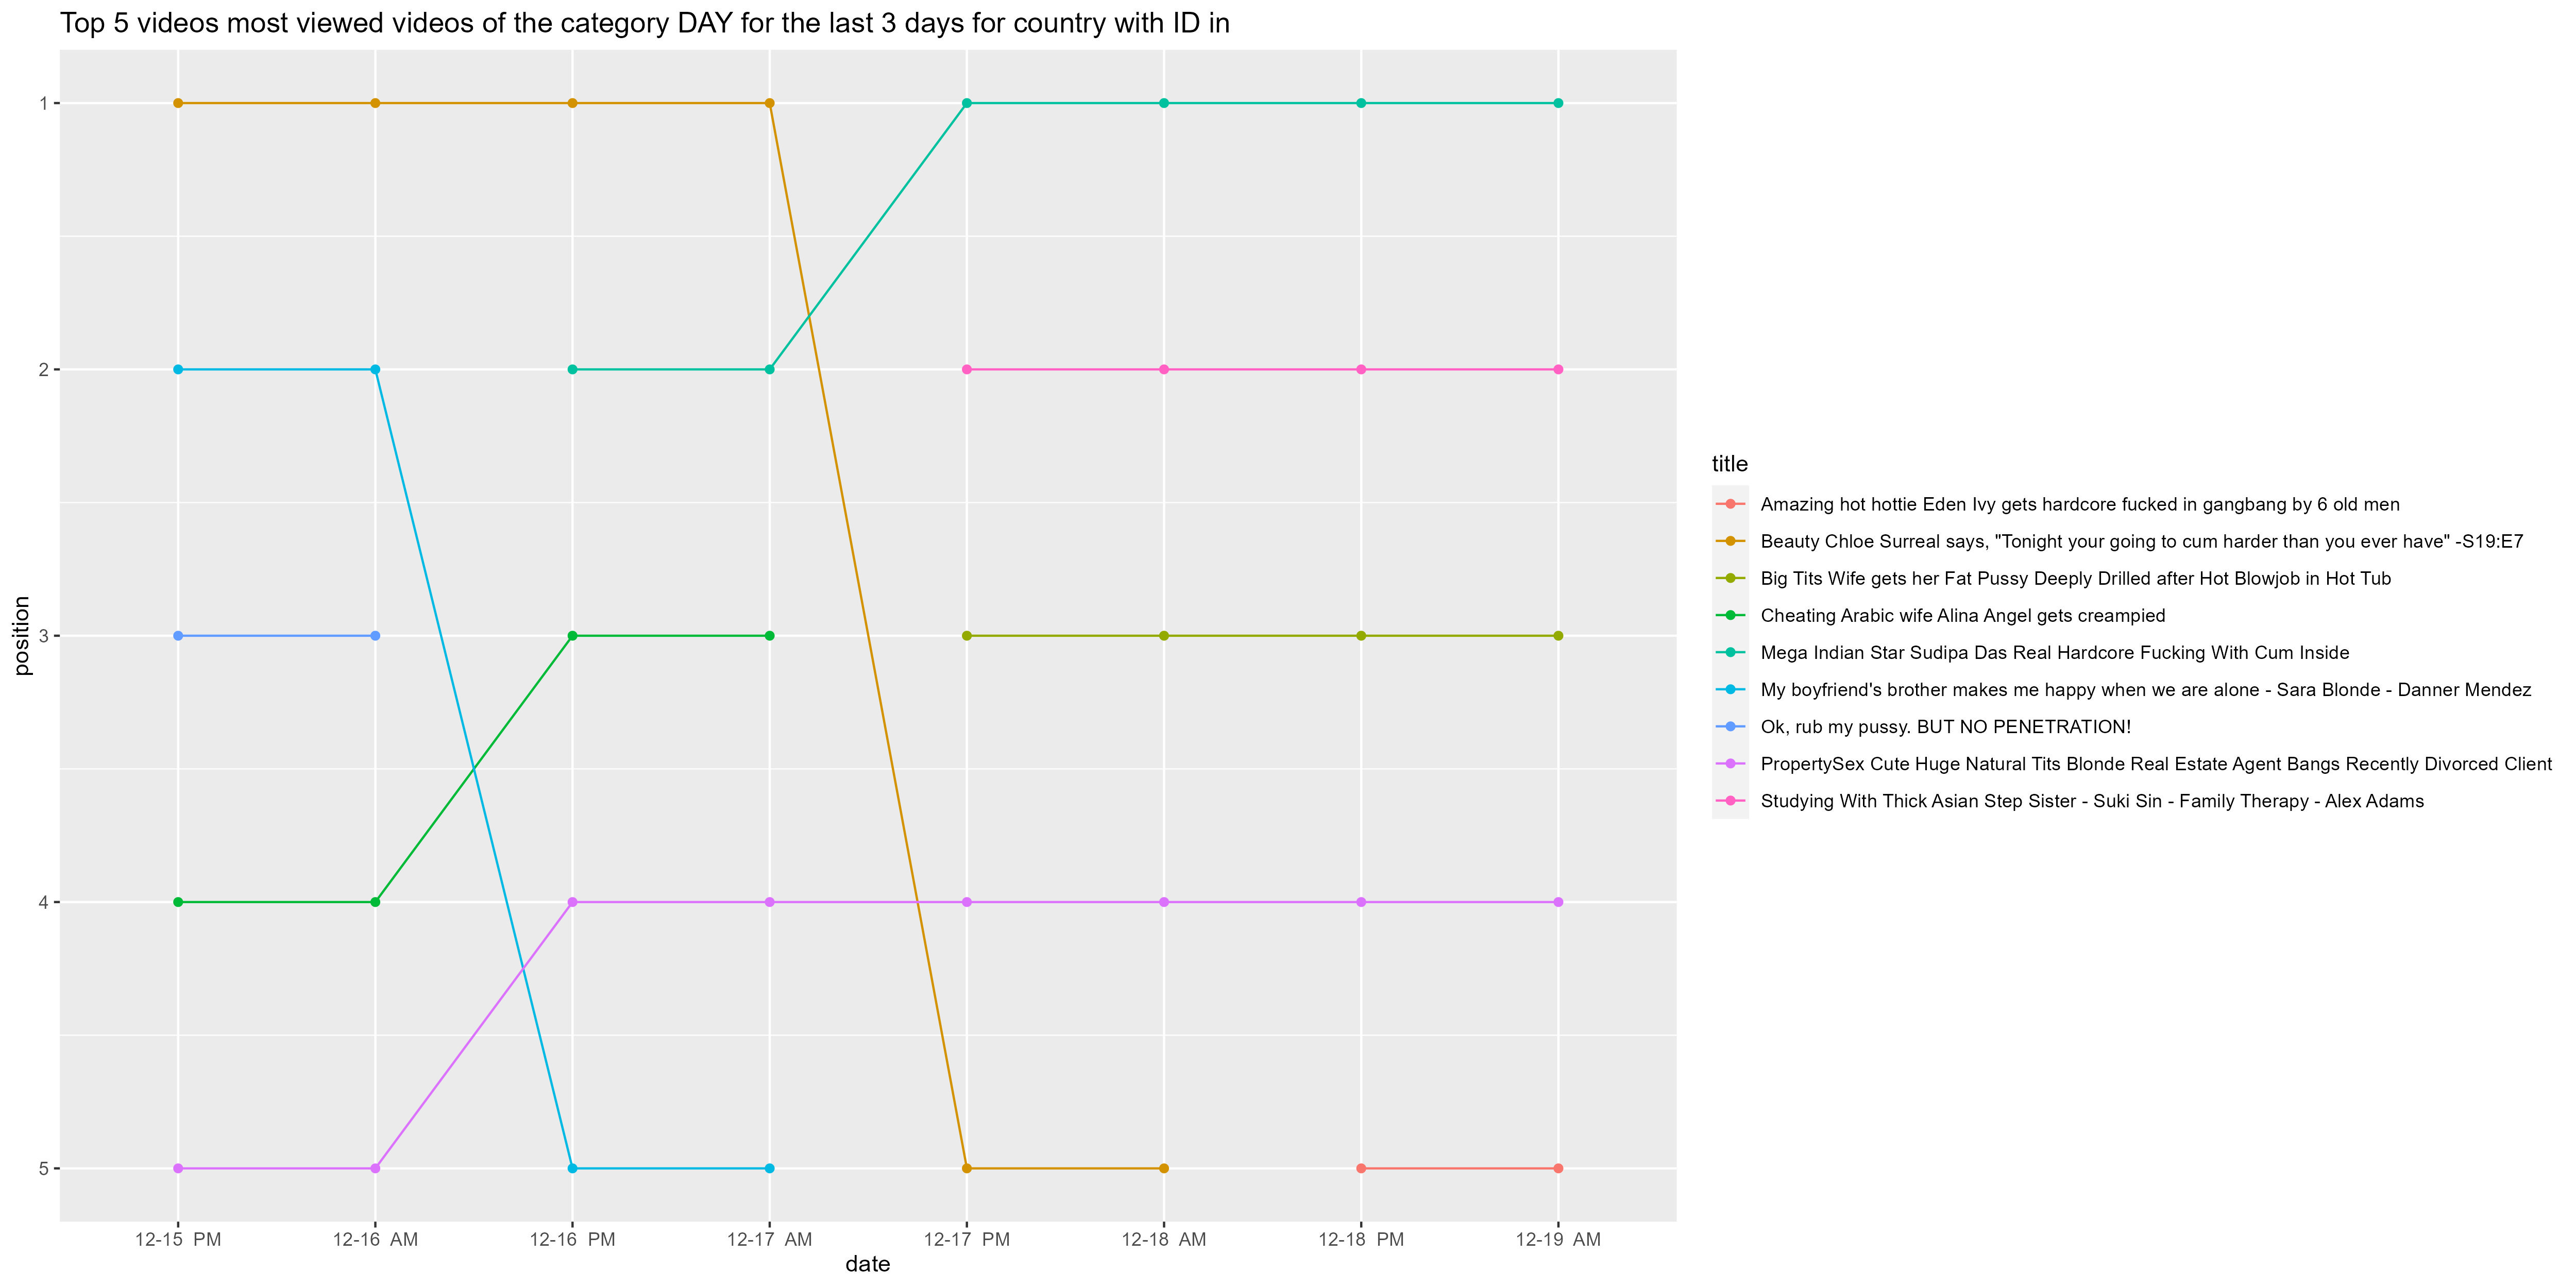 Top 5 videos most viewed videos of the category DAY for the last 3 days for country with ID in
position
1
2
3
4
5
12-15 PM
12-16 AM
12-16 PM
12-17 AM
12-17 PM
12-18 AM
12-18 PM
12-19 AM
date
title
Amazing hot hottie Eden Ivy gets hardcore fucked in gangbang by 6 old men
Beauty Chloe Surreal says, "Tonight your going to cum harder than you ever have" -S19:E7
Big Tits Wife gets her Fat Pussy Deeply Drilled after Hot Blowjob in Hot Tub
Cheating Arabic wife Alina Angel gets creampied
Mega Indian Star Sudipa Das Real Hardcore Fucking With Cum Inside
My boyfriend's brother makes me happy when we are alone - Sara Blonde - Danner Mendez
Ok, rub my pussy. BUT NO PENETRATION!
PropertySex Cute Huge Natural Tits Blonde Real Estate Agent Bangs Recently Divorced Client
Studying With Thick Asian Step Sister - Suki Sin - Family Therapy - Alex Adams